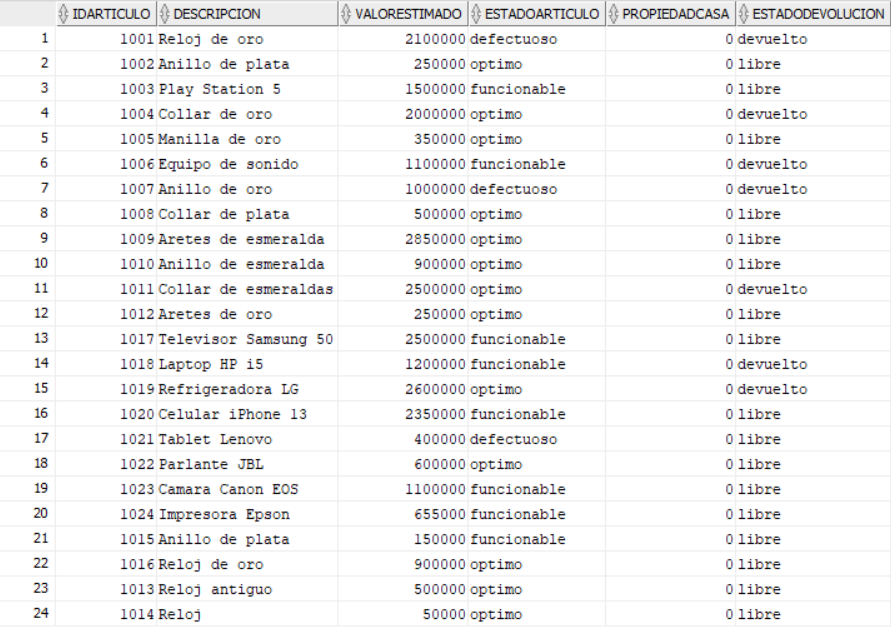 IDARTICULO DESCRIPCION VALORESTIMADO ESTADOARTICULO PROPIEDADCASA ESTADODEVOLUCION
1 1001 Reloj de oro 2100000 defectuoso 0 devuelto
2 1002 Anillo de plata 250000 optimo 0 libre
3 1003 Play Station 5 1500000 funcionable 0 libre
4 1004 Collar de oro 2000000 optimo 0 devuelto
5 1005 Manilla de oro 350000 optimo 0 libre
6 1006 Equipo de sonido 1100000 funcionable 0 devuelto
7 1007 Anillo de oro 1000000 defectuoso 0 devuelto
8 1008 Collar de plata 500000 optimo 0 libre
9 1009 Aretes de esmeralda 2850000 optimo 0 libre
10 1010 Anillo de esmeralda 900000 optimo 0 libre
11 1011 Collar de esmeraldas 2500000 optimo 0 devuelto
12 1012 Aretes de oro 250000 optimo 0 libre
13 1017 Televisor Samsung 50 2500000 funcionable 0 libre
14 1018 Laptop HP i5 1200000 funcionable 0 devuelto
15 1019 Refrigeradora LG 2600000 optimo 0 devuelto
16 1020 Celular iPhone 13 2350000 funcionable 0 libre
17 1021 Tablet Lenovo 400000 defectuoso 0 libre
18 1022 Parlante JBL 600000 optimo 0 libre
19 1023 Camara Canon EOS 1100000 funcionable 0 libre
20 1024 Impresora Epson 655000 funcionable 0 libre
21 1015 Anillo de plata 150000 funcionable 0 libre
22 1016 Reloj de oro 900000 optimo 0 libre
23 1013 Reloj antiguo 500000 optimo 0 libre
24 1014 Reloj 50000 optimo 0 libre